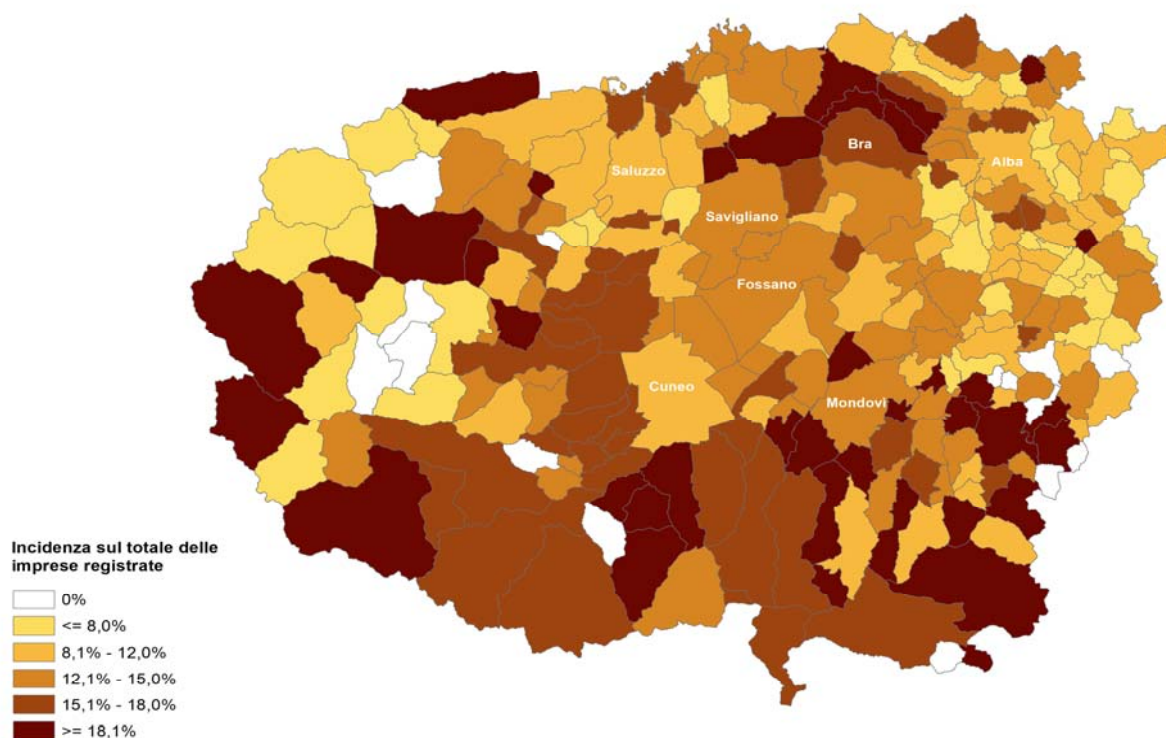 Bra
Alba
Saluzzo
Savigliano
Fossano
Cuneo
Mondovì
Incidenza sul totale delle
imprese registrate
0%
<= 8,0%
8,1% - 12,0%
12,1% - 15,0%
15,1% - 18,0%
>= 18,1%